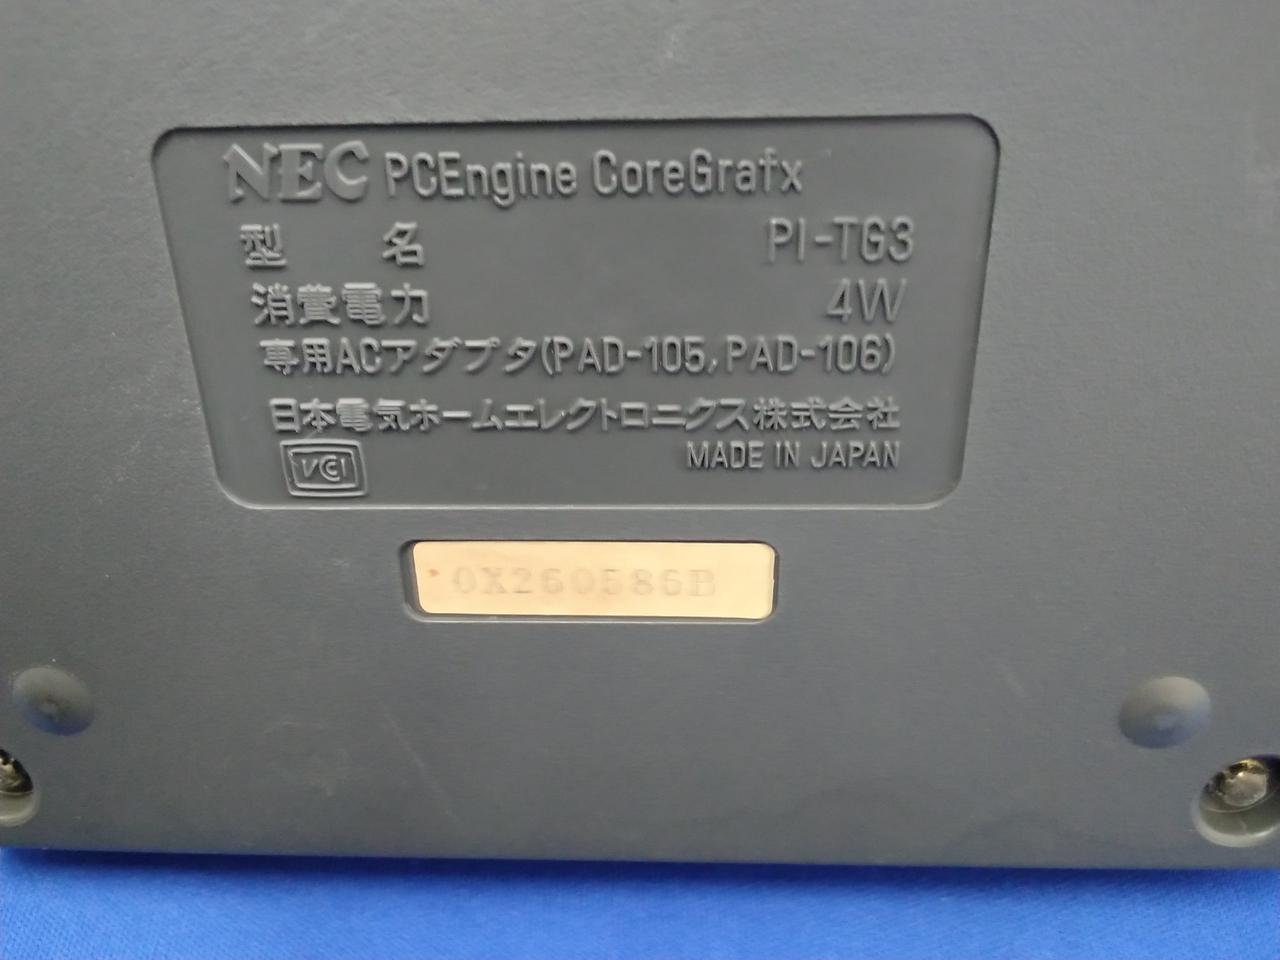 NEC PCEngine CoreGrafx
型名 PI-TG3
消費電力 4W
専用ACアダプタ(PAD-105, PAD-106)
日本電気ホームエレクトロニクス株式会社
VCI MADE IN JAPAN
0X260586B